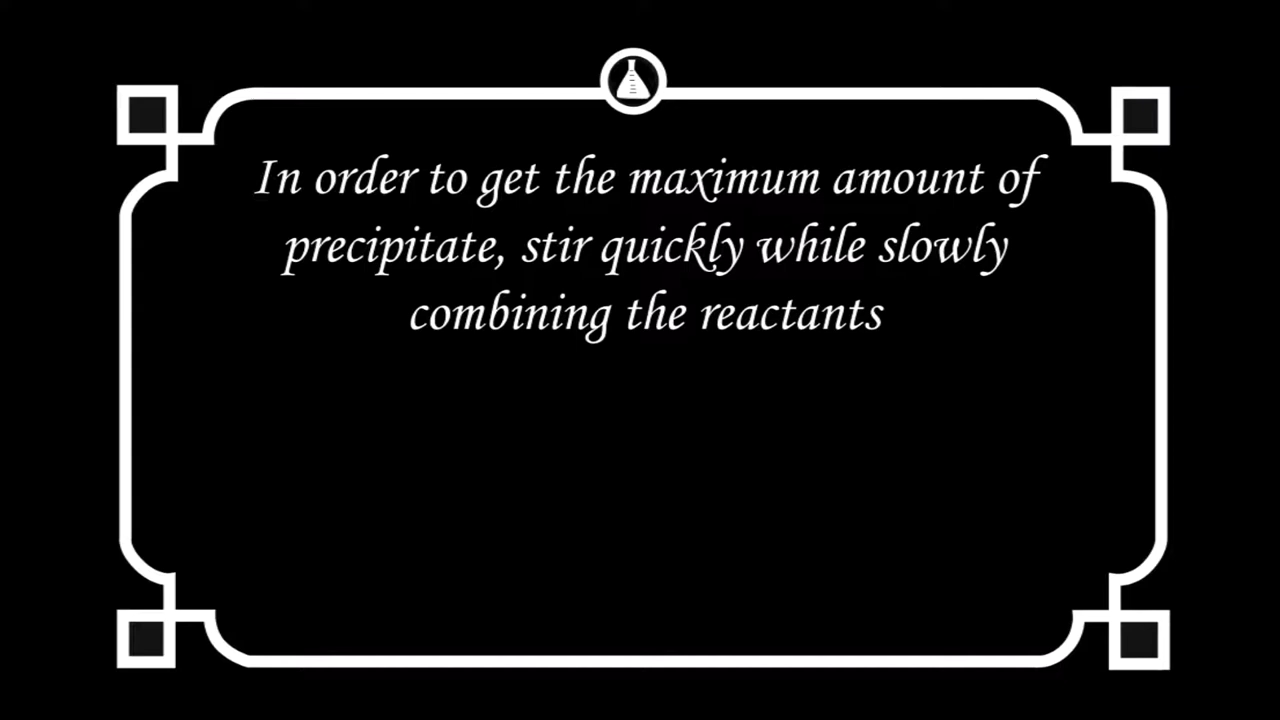 In order to get the maximum amount of
precipitate, stir quickly while slowly
combining the reactants